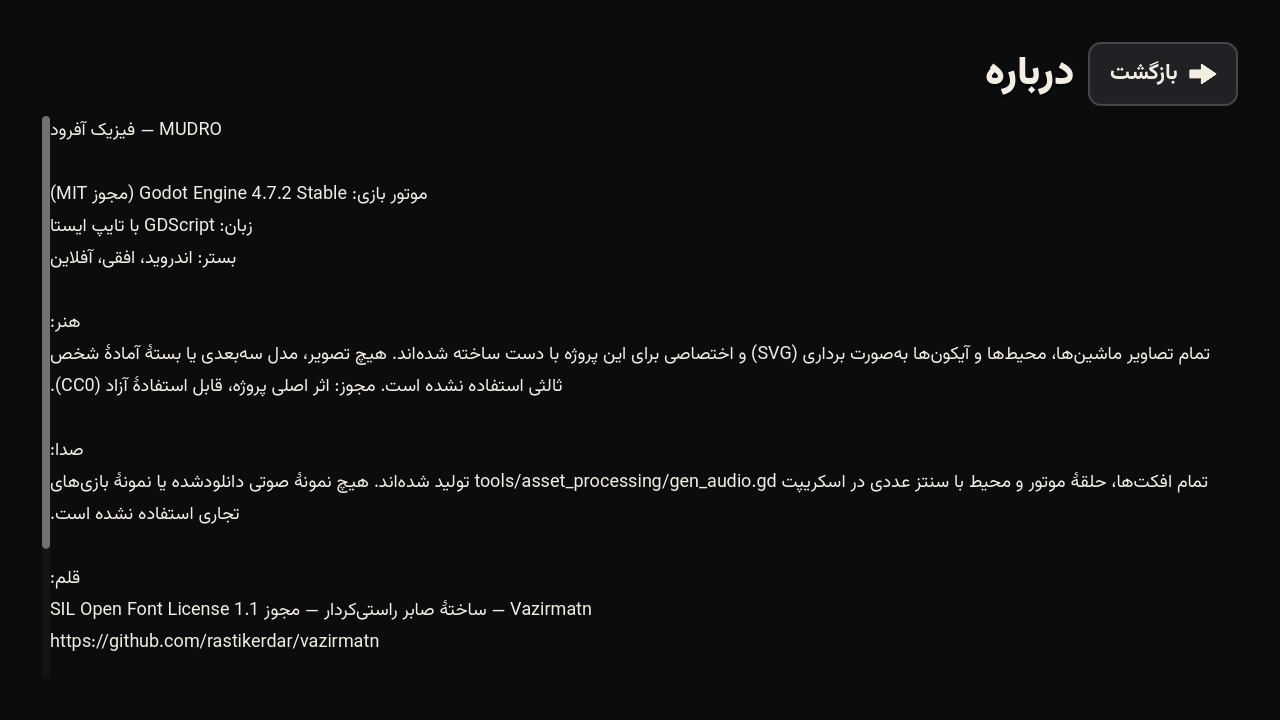 بازگشت
درباره
MUDRO — فیزیک آفرود
موتور بازی: Godot Engine 4.7.2 Stable (مجوز MIT)
زبان: GDScript با تایپ ایستا
بستر: اندروید، افقی، آفلاین
هنر:
تمام تصاویر ماشین‌ها، محیط‌ها و آیکون‌ها به‌صورت برداری (SVG) و اختصاصی برای این پروژه با دست ساخته شده‌اند. هیچ تصویر، مدل سه‌بعدی یا بستهٔ آمادهٔ شخص
ثالثی استفاده نشده است. مجوز: اثر اصلی پروژه، قابل استفادهٔ آزاد (CC0).
صدا:
تمام افکت‌ها، حلقهٔ موتور و محیط با سنتز عددی در اسکریپت tools/asset_processing/gen_audio.gd تولید شده‌اند. هیچ نمونهٔ صوتی دانلودشده یا نمونهٔ بازی‌های
تجاری استفاده نشده است.
قلم:
Vazirmatn — ساختهٔ صابر راستی‌کردار — مجوز SIL Open Font License 1.1
https://github.com/rastikerdar/vazirmatn